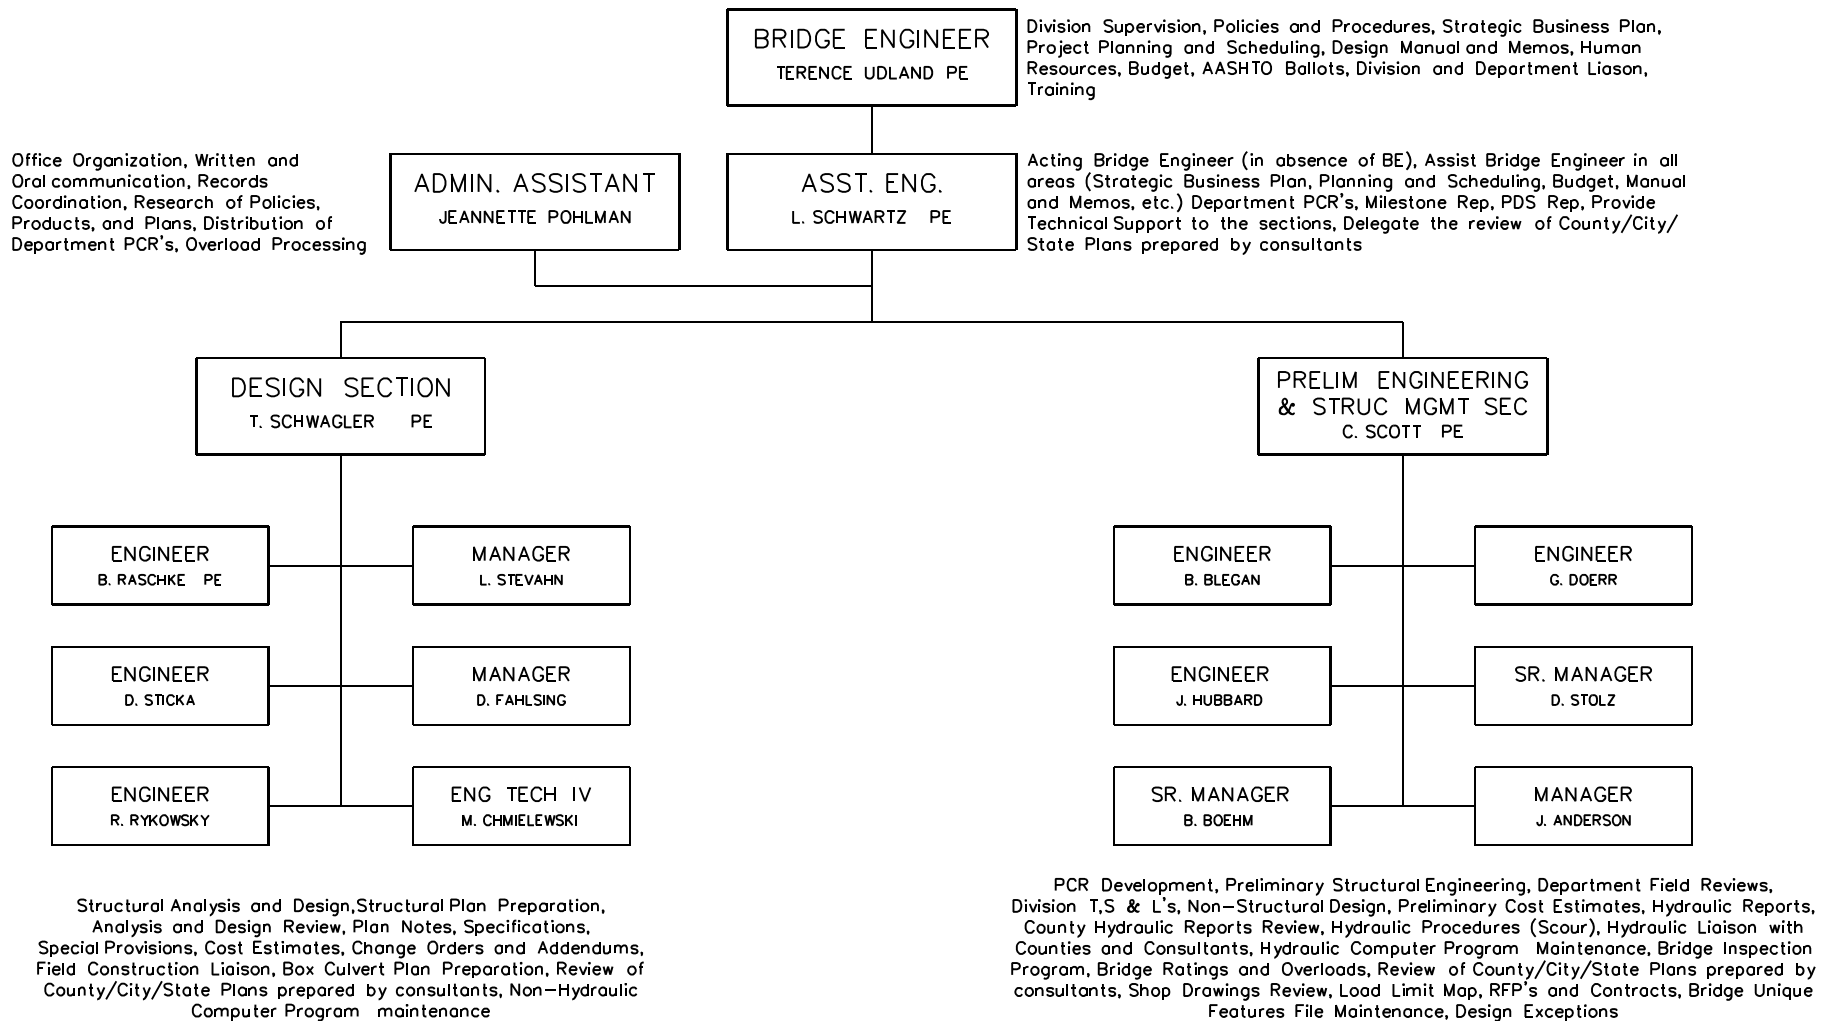 BRIDGE ENGINEER
TERENCE UDLAND PE
Division Supervision, Policies and Procedures, Strategic Business Plan,
Project Planning and Scheduling, Design Manual and Memos, Human
Resources, Budget, AASHTO Ballots, Division and Department Liason,
Training
Office Organization, Written and
Oral communication, Records
Coordination, Research of Policies,
Products, and Plans, Distribution of
Department PCR's, Overload Processing
ADMIN. ASSISTANT
JEANNETTE POHLMAN
ASST. ENG.
L. SCHWARTZ PE
Acting Bridge Engineer (in absence of BE), Assist Bridge Engineer in all
areas (Strategic Business Plan, Planning and Scheduling, Budget, Manual
and Memos, etc.) Department PCR's, Milestone Rep, PDS Rep, Provide
Technical Support to the sections, Delegate the review of County/City/
State Plans prepared by consultants
DESIGN SECTION
T. SCHWAGLER PE
PRELIM ENGINEERING
& STRUC MGMT SEC
C. SCOTT PE
ENGINEER
B. RASCHKE PE
MANAGER
L. STEVAHN
ENGINEER
D. STICKA
MANAGER
D. FAHLSING
ENGINEER
R. RYKOWSKY
ENG TECH IV
M. CHMIELEWSKI
Structural Analysis and Design,Structural Plan Preparation,
Analysis and Design Review, Plan Notes, Specifications,
Special Provisions, Cost Estimates, Change Orders and Addendums,
Field Construction Liaison, Box Culvert Plan Preparation, Review of
County/City/State Plans prepared by consultants, Non-Hydraulic
Computer Program maintenance
ENGINEER
B. BLEGAN
ENGINEER
G. DOERR
ENGINEER
J. HUBBARD
SR. MANAGER
D. STOLZ
SR. MANAGER
B. BOEHM
MANAGER
J. ANDERSON
PCR Development, Preliminary Structural Engineering, Department Field Reviews,
Division T,S & L's, Non-Structural Design, Preliminary Cost Estimates, Hydraulic Reports,
County Hydraulic Reports Review, Hydraulic Procedures (Scour), Hydraulic Liaison with
Counties and Consultants, Hydraulic Computer Program Maintenance, Bridge Inspection
Program, Bridge Ratings and Overloads, Review of County/City/State Plans prepared by
consultants, Shop Drawings Review, Load Limit Map, RFP's and Contracts, Bridge Unique
Features File Maintenance, Design Exceptions